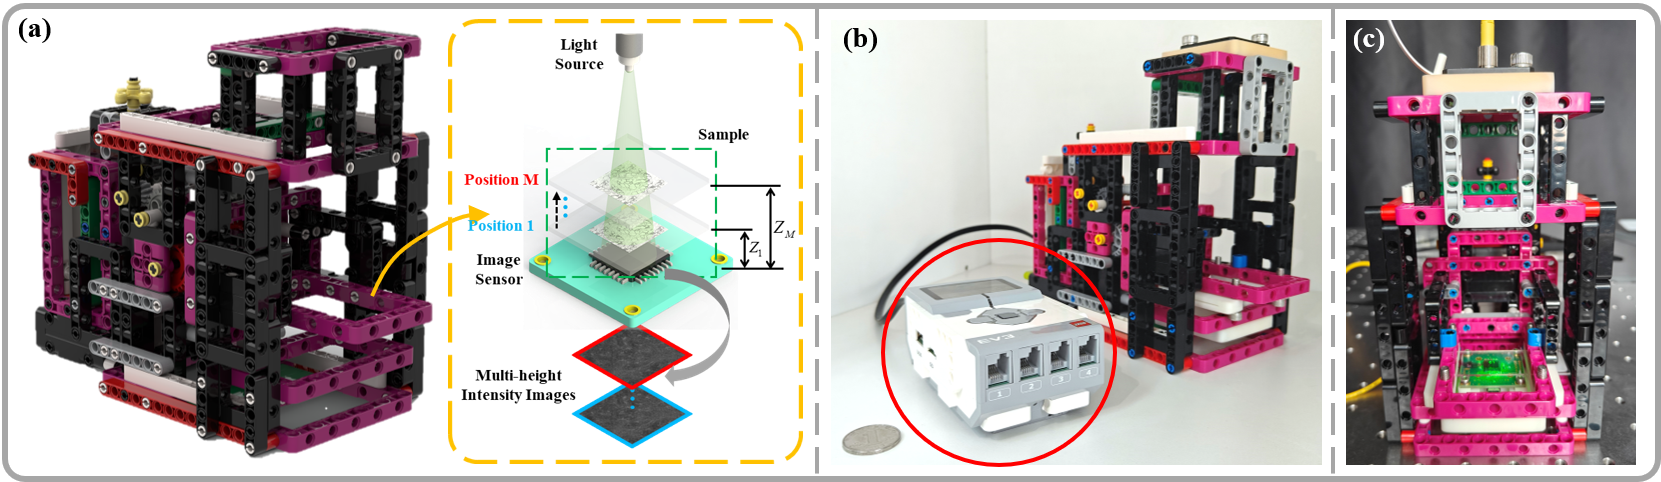 (a)
Light
Source
Sample
Position M
Position 1
Z_M
Z_1
Image
Sensor
Multi-height
Intensity Images
(b)
EV3
1 2 3 4
(c)